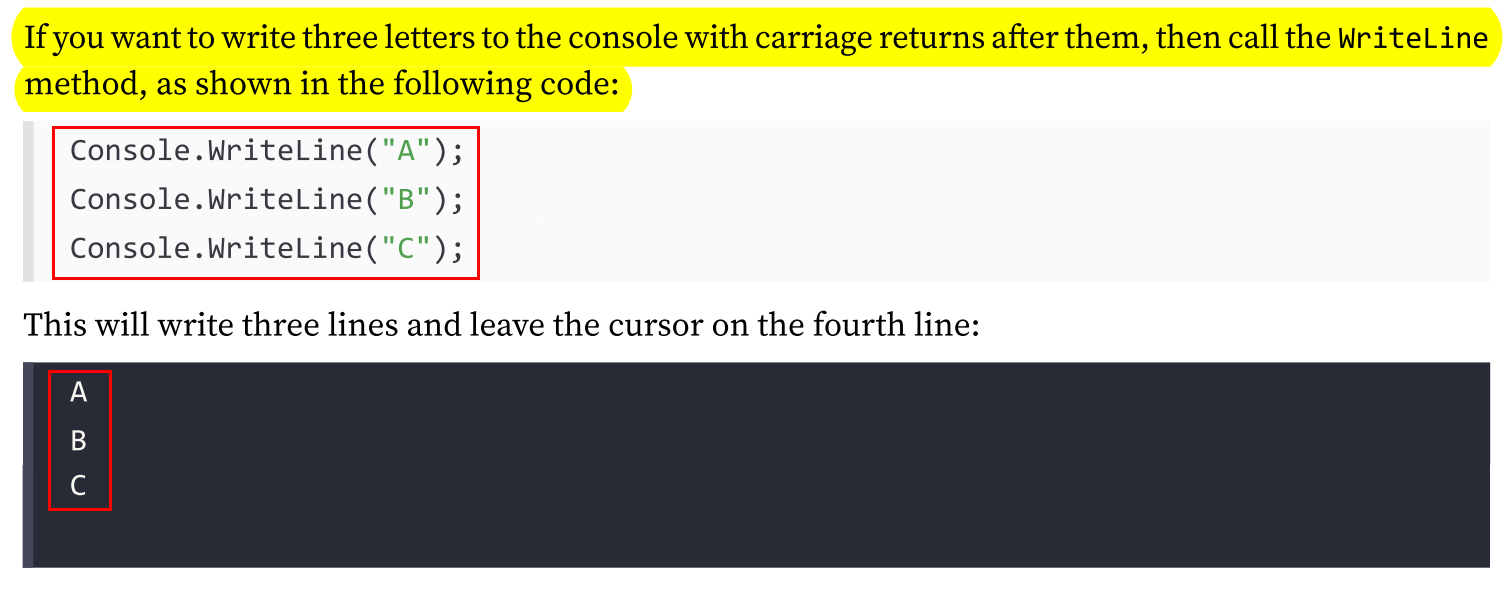 If you want to write three letters to the console with carriage returns after them, then call the WriteLine
method, as shown in the following code:
Console.WriteLine("A");
Console.WriteLine("B");
Console.WriteLine("C");
This will write three lines and leave the cursor on the fourth line:
A
B
C